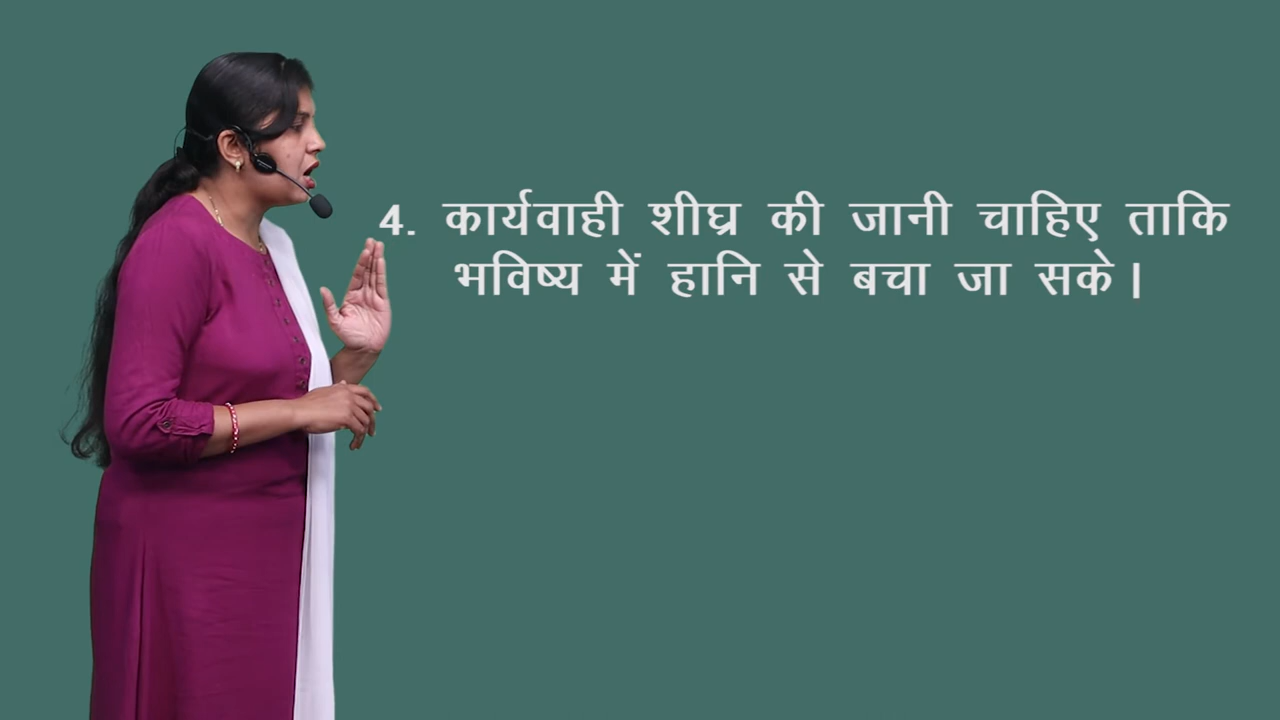 4. कार्यवाही शीघ्र की जानी चाहिए ताकि
भविष्य में हानि से बचा जा सके।